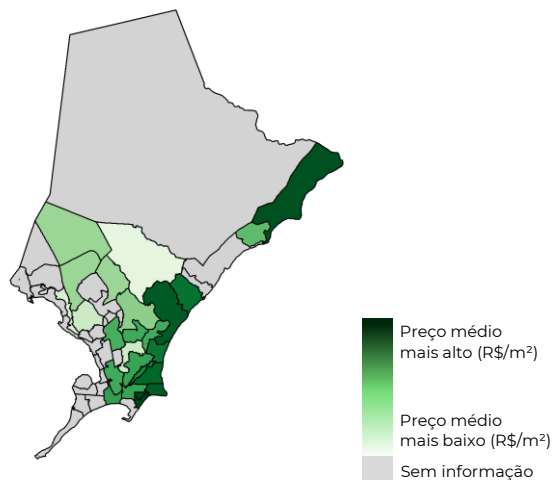 Preço médio
mais alto (R$/m²)
Preço médio
mais baixo (R$/m²)
Sem informação